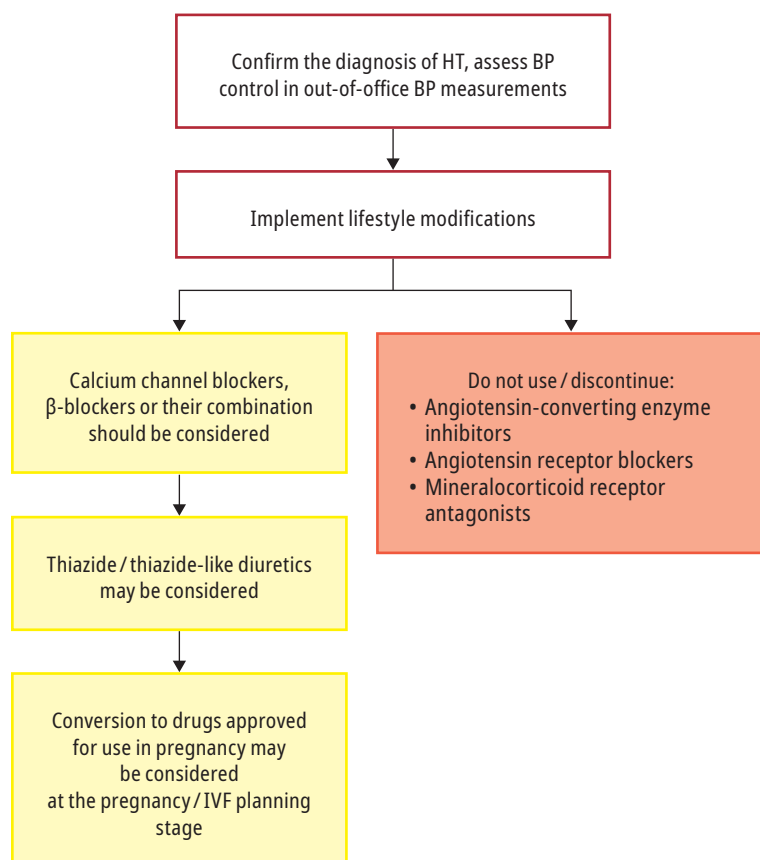 Confirm the diagnosis of HT, assess BP
control in out-of-office BP measurements
Implement lifestyle modifications
Calcium channel blockers,
β-blockers or their combination
should be considered
Thiazide / thiazide-like diuretics
may be considered
Conversion to drugs approved
for use in pregnancy may
be considered
at the pregnancy / IVF planning
stage
Do not use / discontinue:
• Angiotensin-converting enzyme
inhibitors
• Angiotensin receptor blockers
• Mineralocorticoid receptor
antagonists